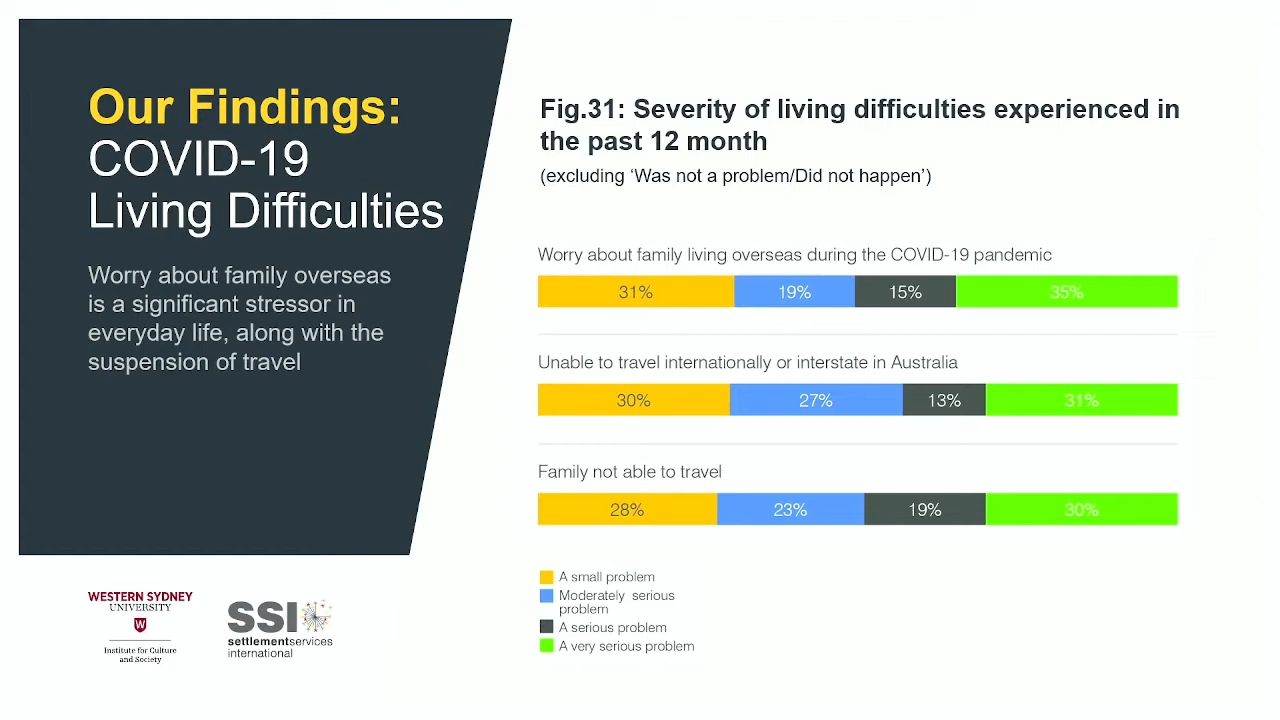 Our Findings:
COVID-19
Living Difficulties
Worry about family overseas
is a significant stressor in
everyday life, along with the
suspension of travel
Fig.31: Severity of living difficulties experienced in
the past 12 month
(excluding ‘Was not a problem/Did not happen’)
Worry about family living overseas during the COVID-19 pandemic
31% 19% 15% 35%
Unable to travel internationally or interstate in Australia
30% 27% 13% 31%
Family not able to travel
28% 23% 19% 30%
A small problem
Moderately serious
problem
A serious problem
A very serious problem
WESTERN SYDNEY
UNIVERSITY
W
Institute for Culture
and Society
SSI
settlementservices
international